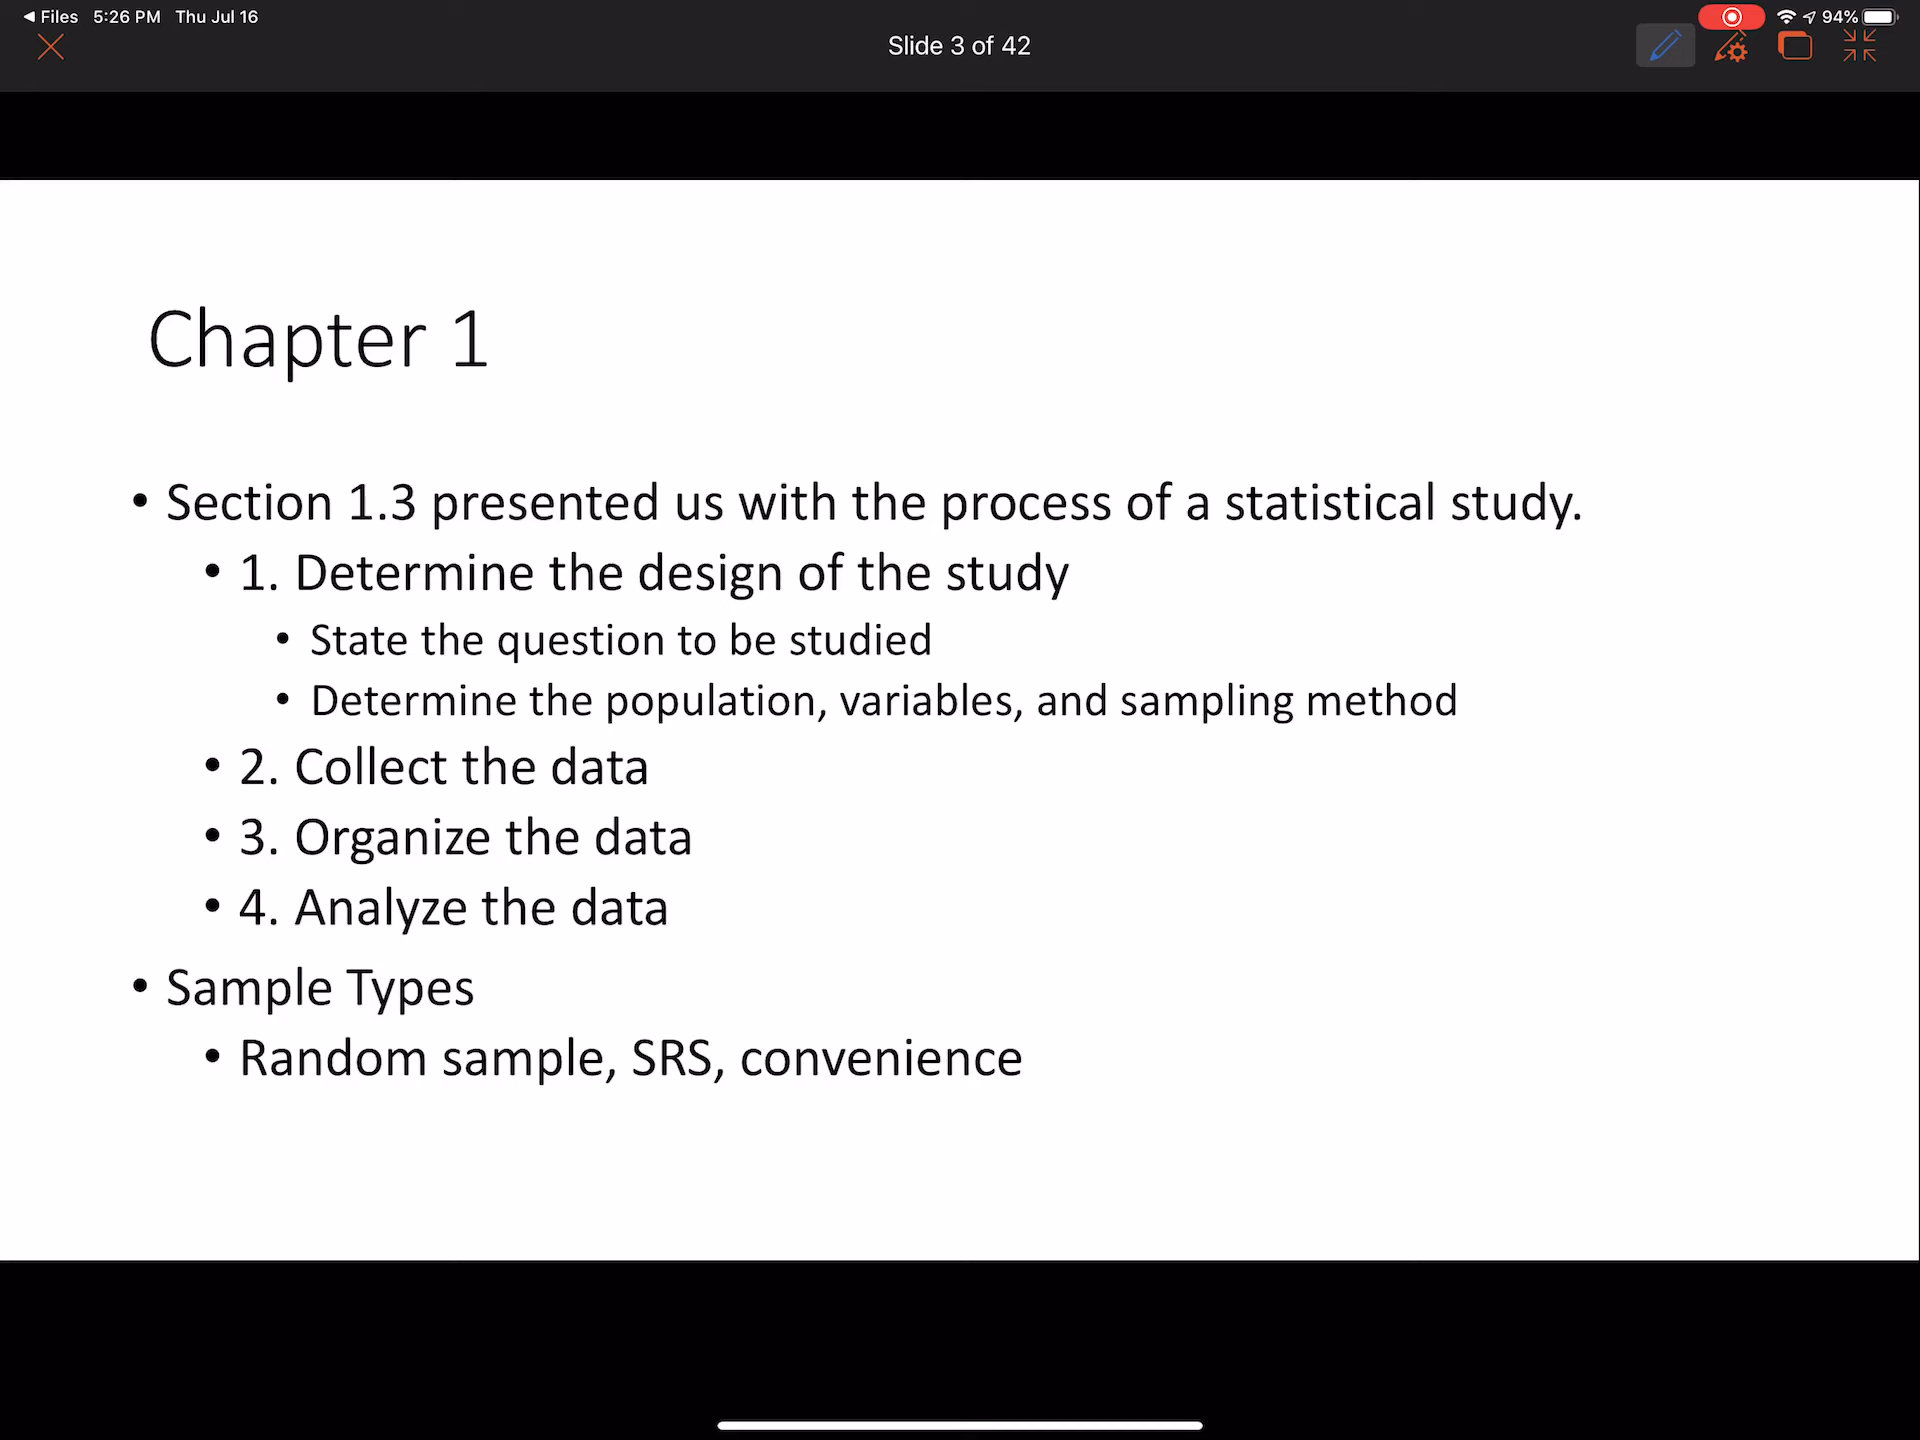 Files 5:26 PM Thu Jul 16 94%
Slide 3 of 42
Chapter 1
• Section 1.3 presented us with the process of a statistical study.
• 1. Determine the design of the study
• State the question to be studied
• Determine the population, variables, and sampling method
• 2. Collect the data
• 3. Organize the data
• 4. Analyze the data
• Sample Types
• Random sample, SRS, convenience